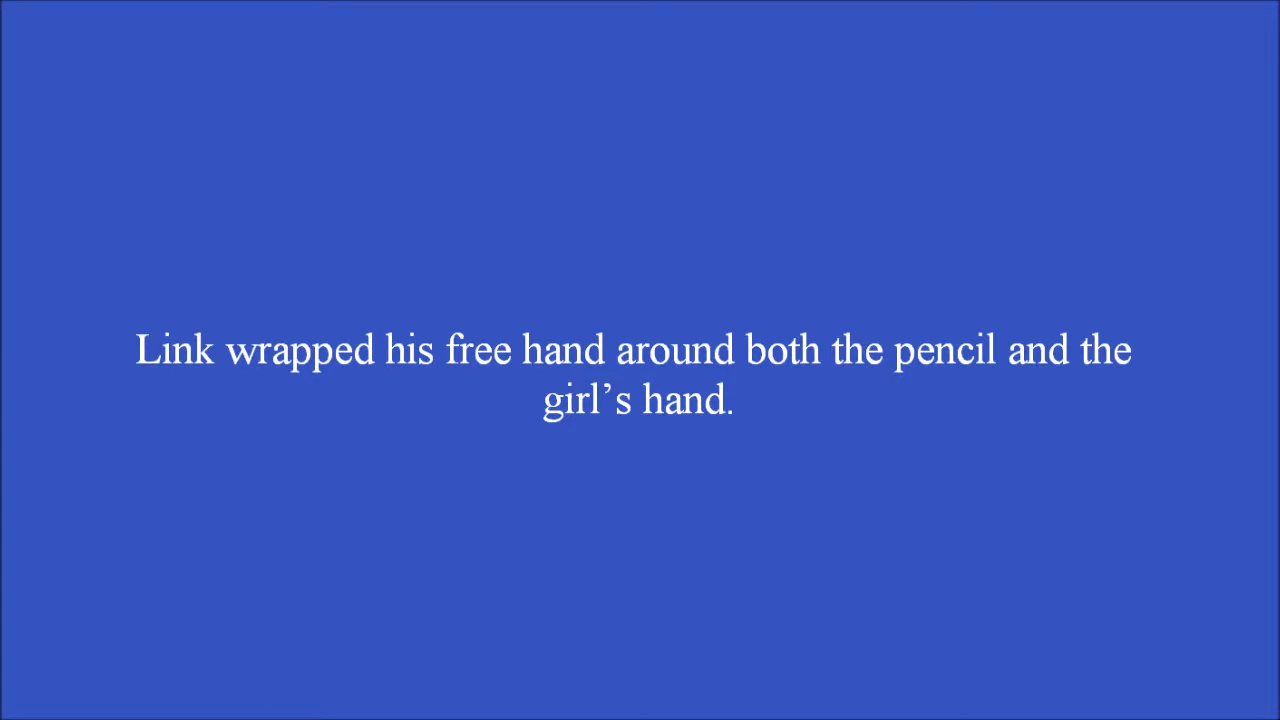 Link wrapped his free hand around both the pencil and the
girl’s hand.